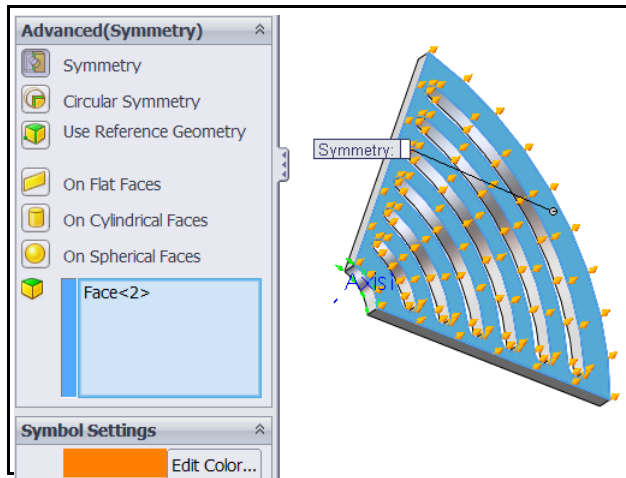 Advanced(Symmetry)
Symmetry
Circular Symmetry
Use Reference Geometry
On Flat Faces
On Cylindrical Faces
On Spherical Faces
Face<2>
Symbol Settings
Edit Color...
Symmetry:
Axis1